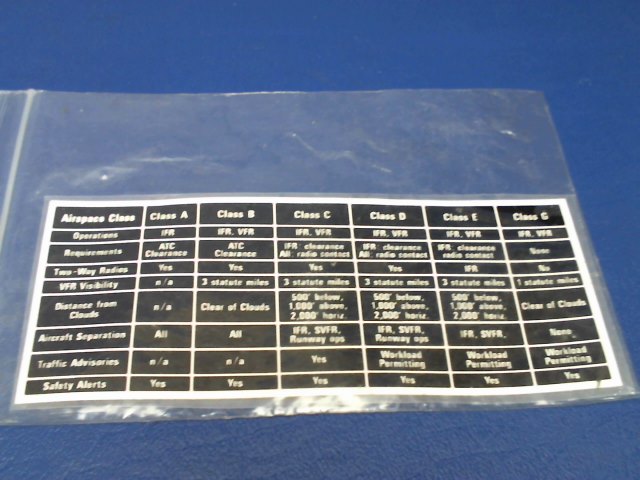 Airspace Class Class A Class B Class C Class D Class E Class G
Operations IFR IFR, VFR IFR, VFR IFR, VFR IFR, VFR IFR, VFR
Requirements ATC Clearance ATC Clearance IFR: clearance All: radio contact IFR: clearance All: radio contact IFR: clearance All: radio contact None
Two-Way Radios Yes Yes Yes Yes IFR No
VFR Visibility n/a 3 statute miles 3 statute miles 3 statute miles 3 statute miles 1 statute miles
Distance from Clouds n/a Clear of Clouds 500' below, 1,000' above, 2,000' horiz. 500' below, 1,000' above, 2,000' horiz. 500' below, 1,000' above, 2,000' horiz. Clear of Clouds
Aircraft Separation All All IFR, SVFR, Runway ops IFR, SVFR, Runway ops IFR, SVFR, None
Traffic Advisories n/a n/a Yes Workload Permitting Workload Permitting Workload Permitting
Safety Alerts Yes Yes Yes Yes Yes Yes